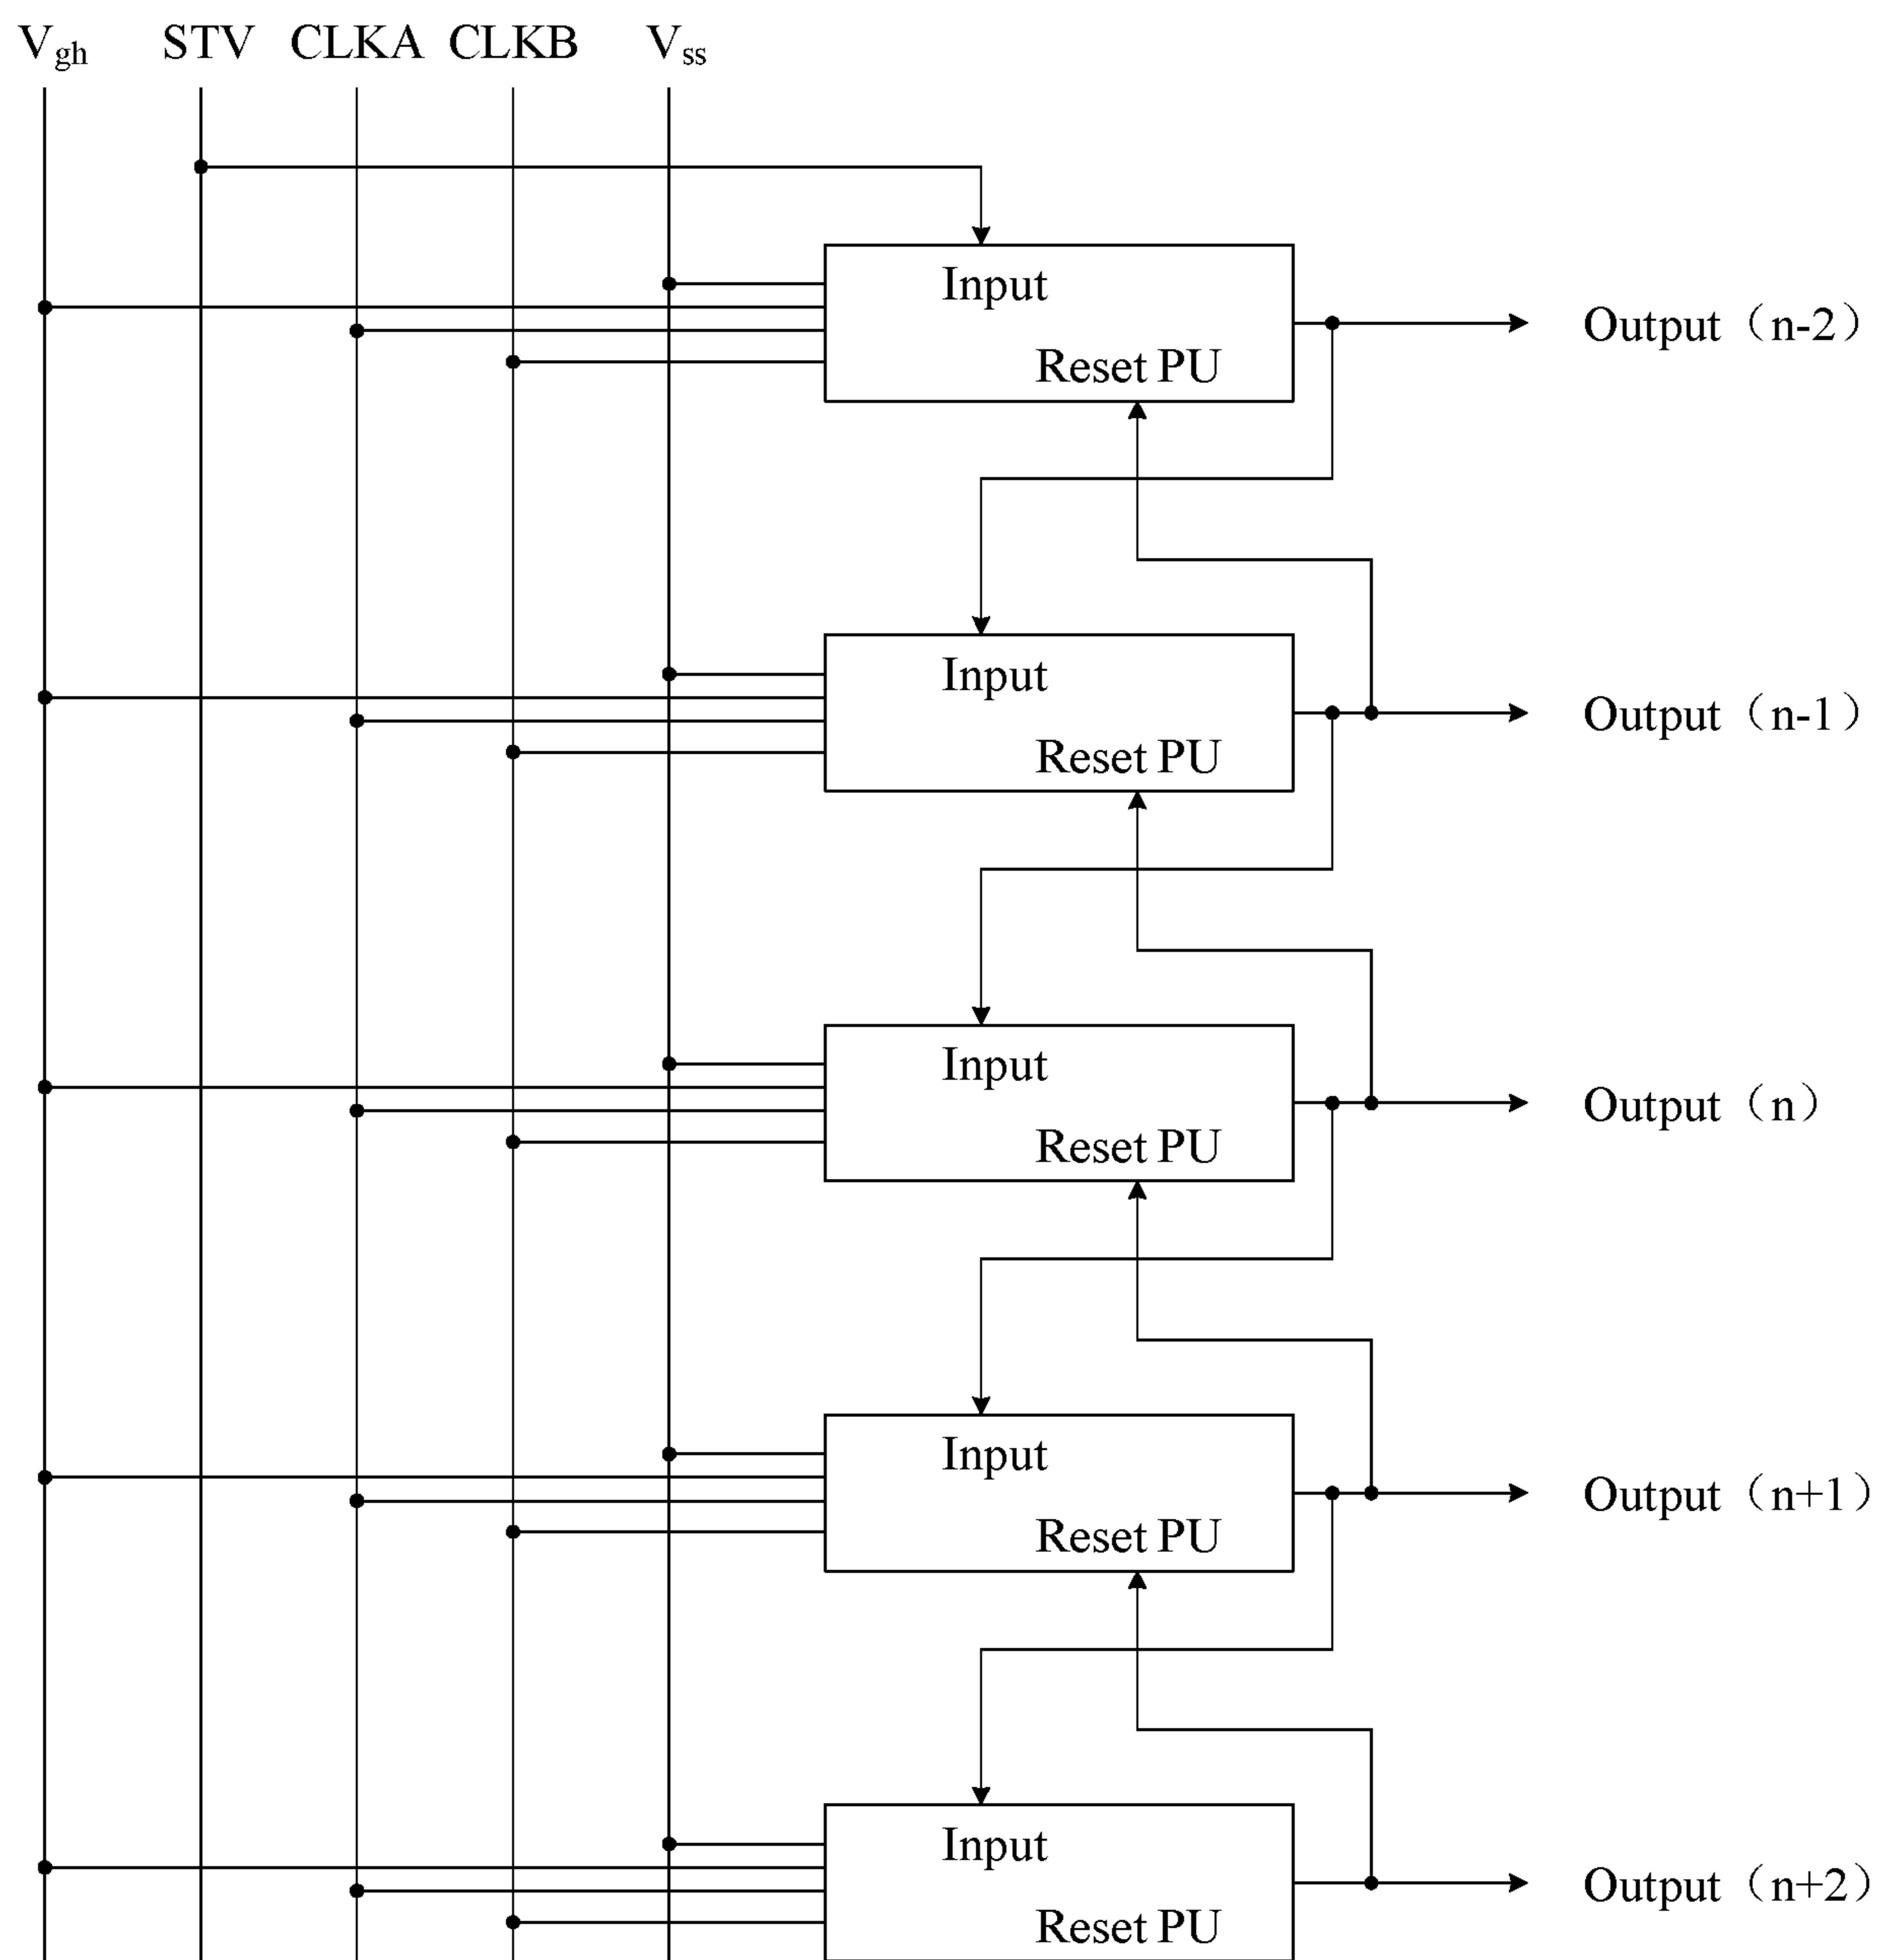 Vgh STV CLKA CLKB Vss
Input
Output（n-2）
Reset PU
Input
Output（n-1）
Reset PU
Input
Output（n）
Reset PU
Input
Output（n+1）
Reset PU
Input
Output（n+2）
Reset PU